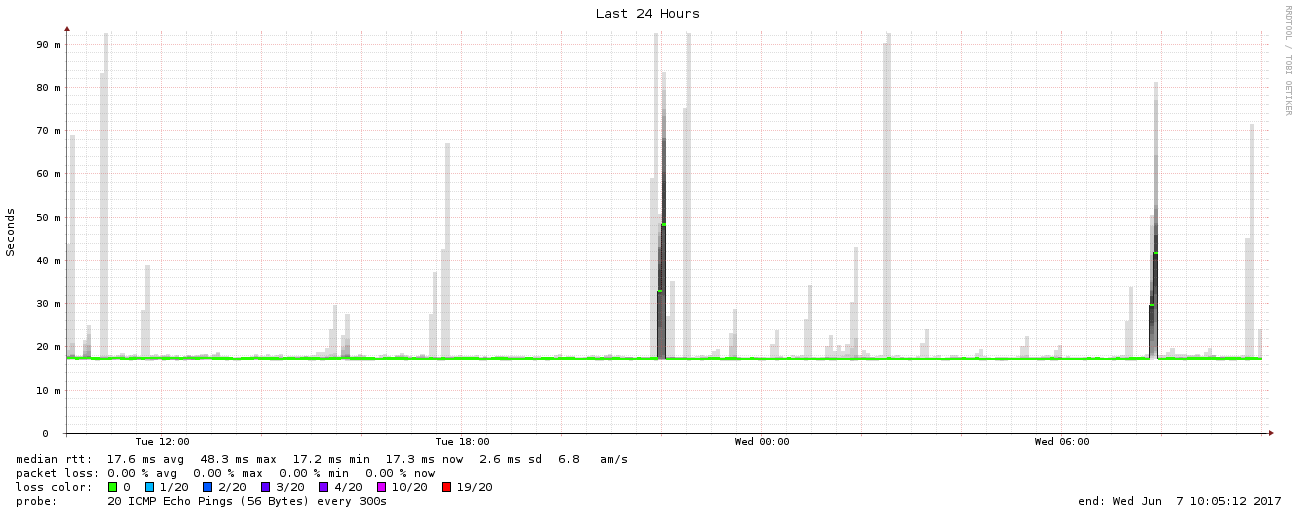 Last 24 Hours
RRDTOOL / TOBI OETIKER
Seconds
90 m
80 m
70 m
60 m
50 m
40 m
30 m
20 m
10 m
0
Tue 12:00 Tue 18:00 Wed 00:00 Wed 06:00
median rtt: 17.6 ms avg 48.3 ms max 17.2 ms min 17.3 ms now 2.6 ms sd 6.8 am/s
packet loss: 0.00 % avg 0.00 % max 0.00 % min 0.00 % now
loss color: 0 1/20 2/20 3/20 4/20 10/20 19/20
probe: 20 ICMP Echo Pings (56 Bytes) every 300s end: Wed Jun 7 10:05:12 2017